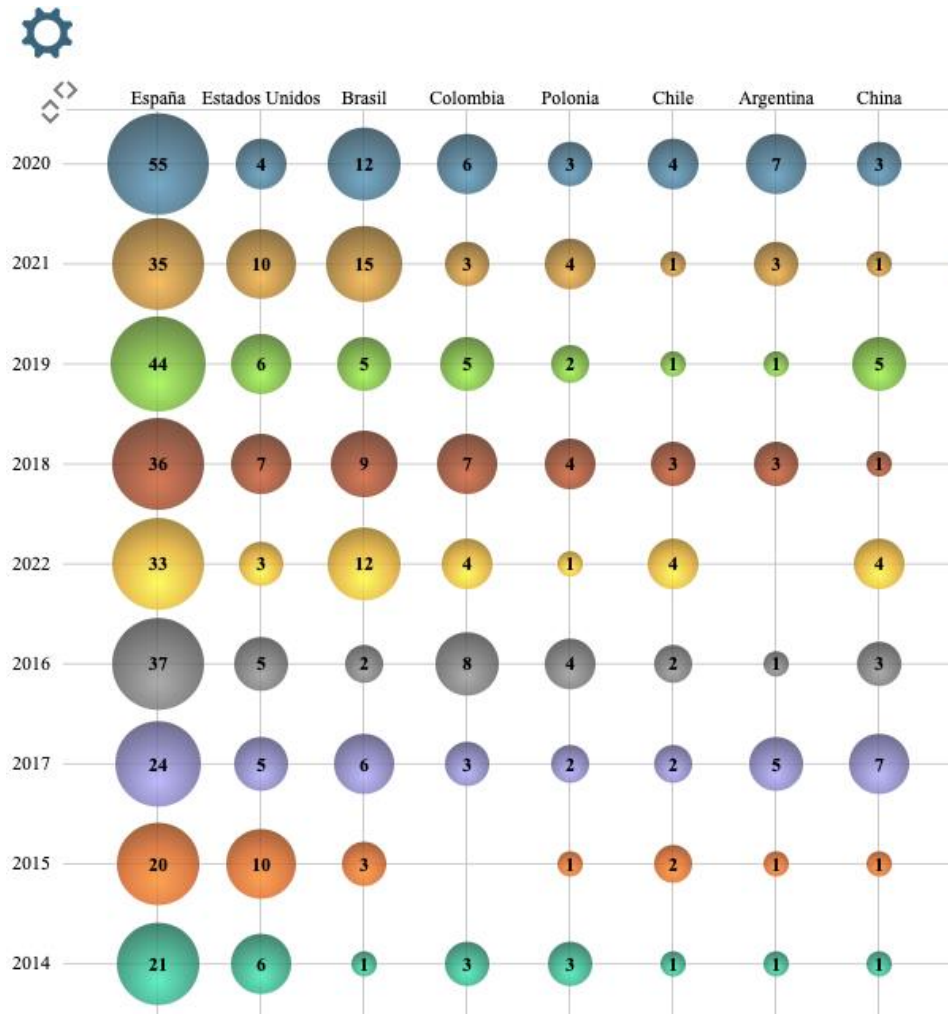 España Estados Unidos Brasil Colombia Polonia Chile Argentina China
2020 55 4 12 6 3 4 7 3
2021 35 10 15 3 4 1 3 1
2019 44 6 5 5 2 1 1 5
2018 36 7 9 7 4 3 3 1
2022 33 3 12 4 1 4 4
2016 37 5 2 8 4 2 1 3
2017 24 5 6 3 2 2 5 7
2015 20 10 3 1 2 1 1
2014 21 6 1 3 3 1 1 1